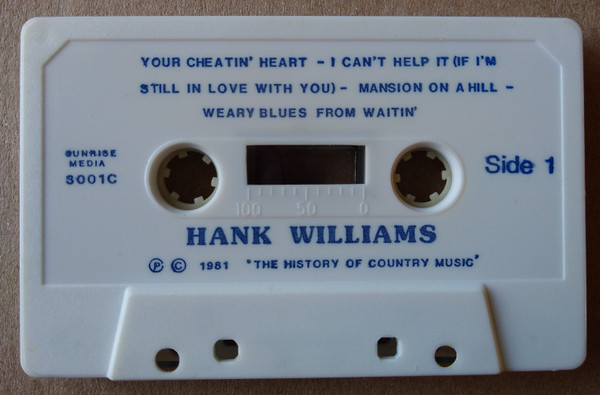 YOUR CHEATIN' HEART - I CAN'T HELP IT (IF I'M
STILL IN LOVE WITH YOU) - MANSION ON A HILL -
WEARY BLUES FROM WAITIN'
SUNRISE
MEDIA
S001C
Side 1
100 50 0
HANK WILLIAMS
Ⓟ © 1981 "THE HISTORY OF COUNTRY MUSIC"